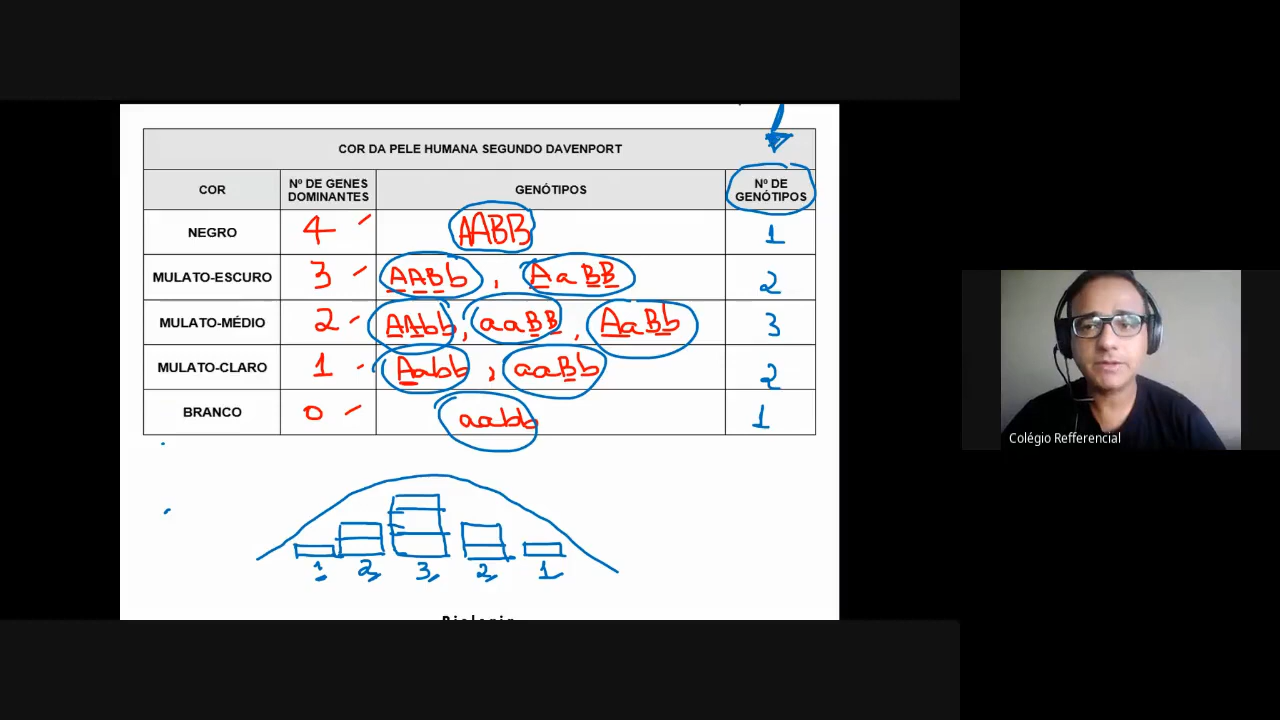 COR DA PELE HUMANA SEGUNDO DAVENPORT
COR Nº DE GENES DOMINANTES GENÓTIPOS Nº DE GENÓTIPOS
NEGRO 4 AABB 1
MULATO-ESCURO 3 AABb , AaBB 2
MULATO-MÉDIO 2 AAbb , aaBB , AaBb 3
MULATO-CLARO 1 Aabb , aaBb 2
BRANCO 0 aabb 1
1 2 3 2 1
Colégio Refferencial